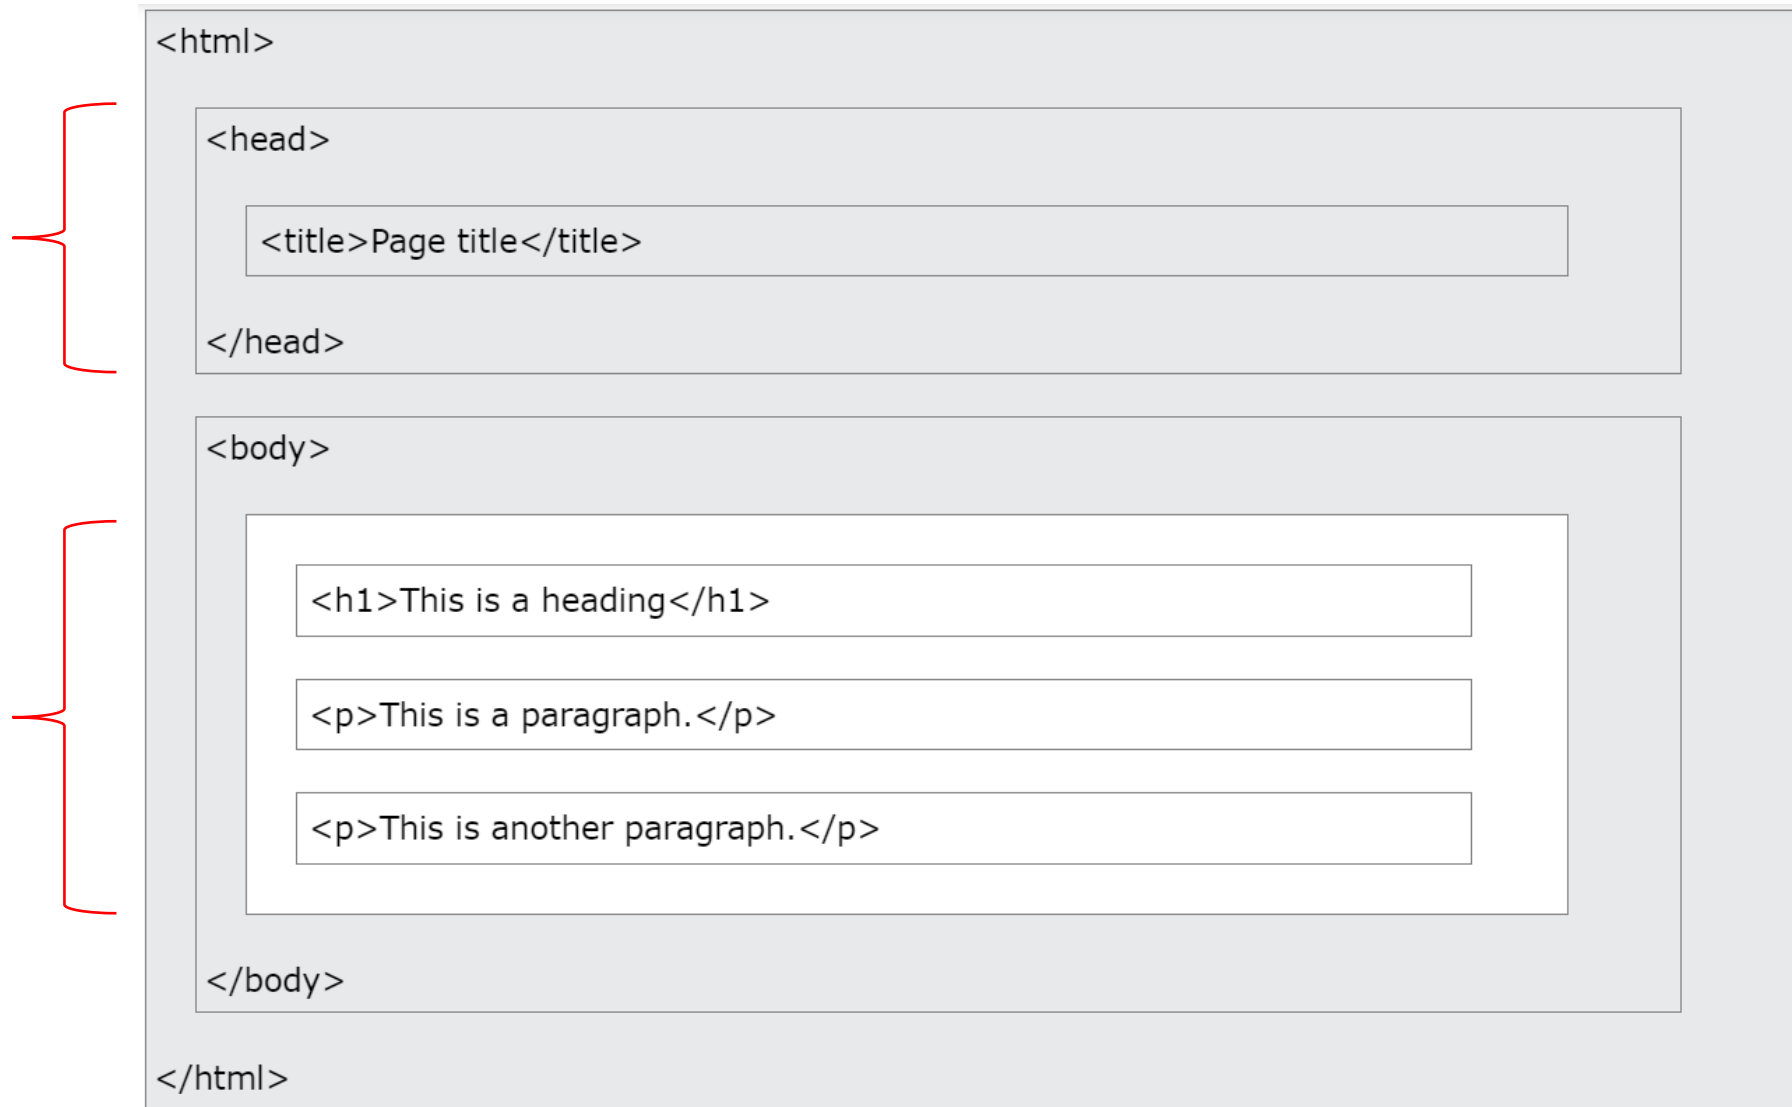 <html>
<head>
<title>Page title</title>
</head>
<body>
<h1>This is a heading</h1>
<p>This is a paragraph.</p>
<p>This is another paragraph.</p>
</body>
</html>